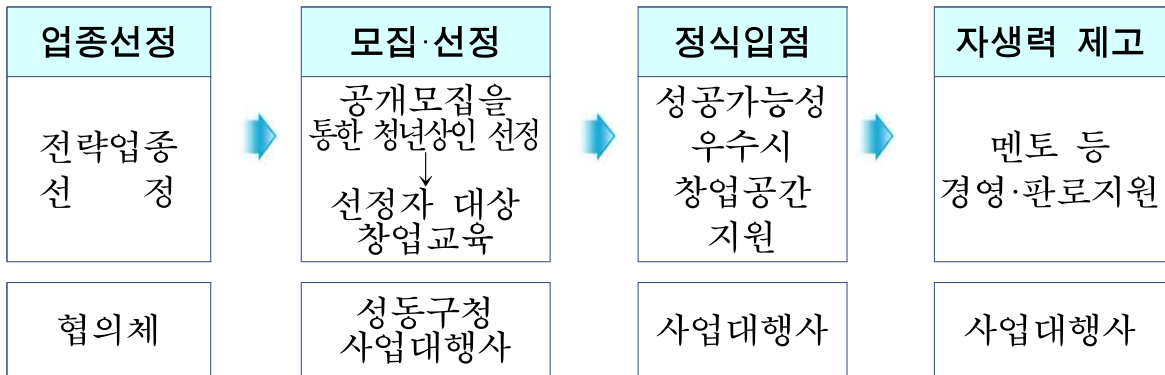 업종선정
전략업종
선 정
협의체
모집·선정
공개모집을
통한 청년상인 선정
↓
선정자 대상
창업교육
성동구청
사업대행사
정식입점
성공가능성
우수시
창업공간
지원
사업대행사
자생력 제고
멘토 등
경영·판로지원
사업대행사